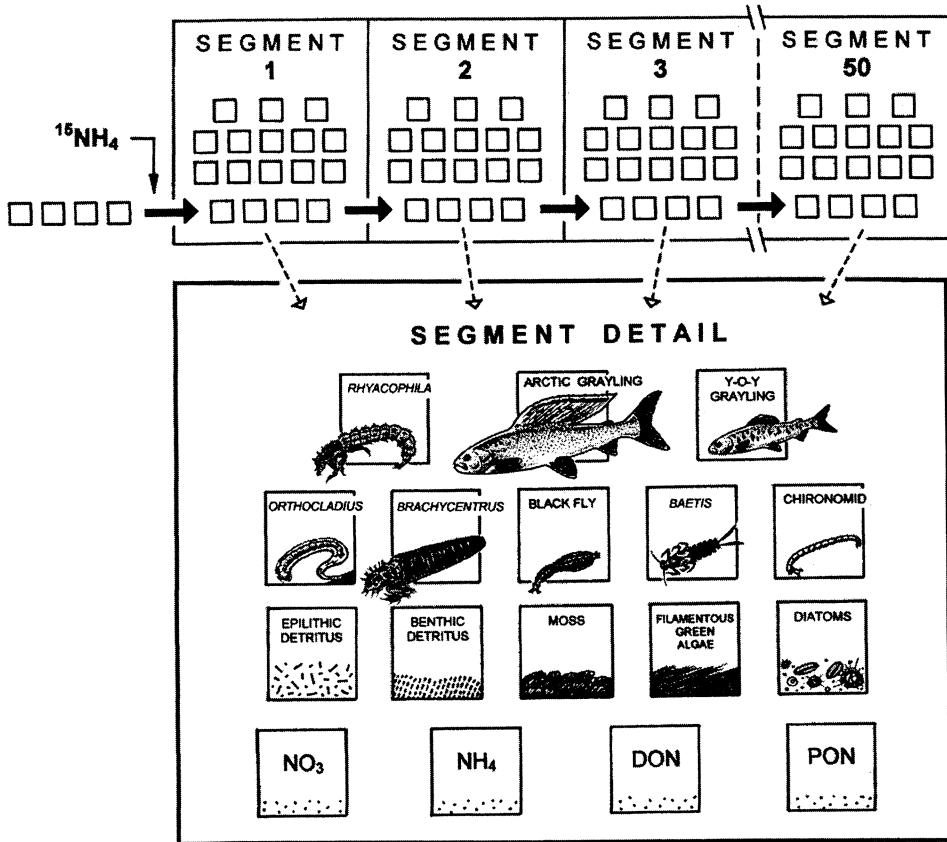 SEGMENT SEGMENT SEGMENT SEGMENT
1 2 3 50
¹⁵NH₄
SEGMENT DETAIL
RHYACOPHILA
ARCTIC GRAYLING
Y-O-Y
GRAYLING
ORTHOCLADIUS
BRACHYCENTRUS
BLACK FLY
BAETIS
CHIRONOMID
EPILITHIC
DETRITUS
BENTHIC
DETRITUS
MOSS
FILAMENTOUS
GREEN
ALGAE
DIATOMS
NO₃
NH₄
DON
PON